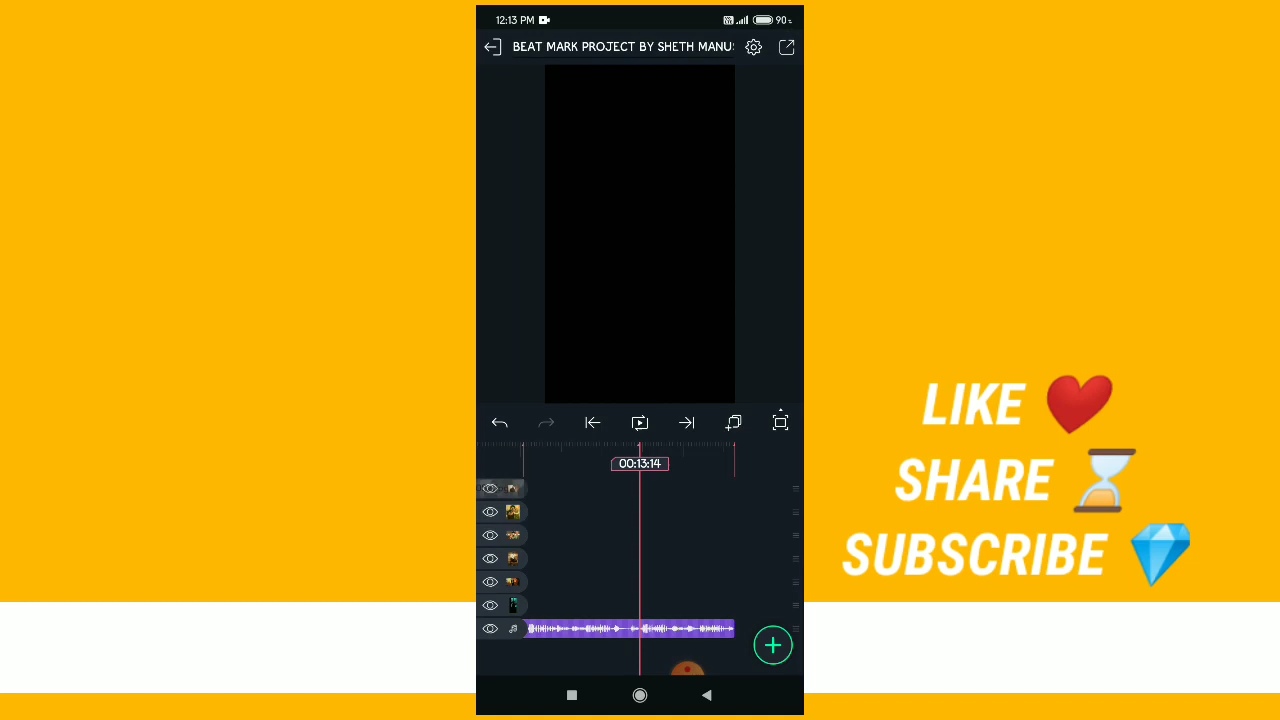 12:13 PM 90
BEAT MARK PROJECT BY SHETH MANU
00:13:14
LIKE ❤️
SHARE ⏳
SUBSCRIBE 💎